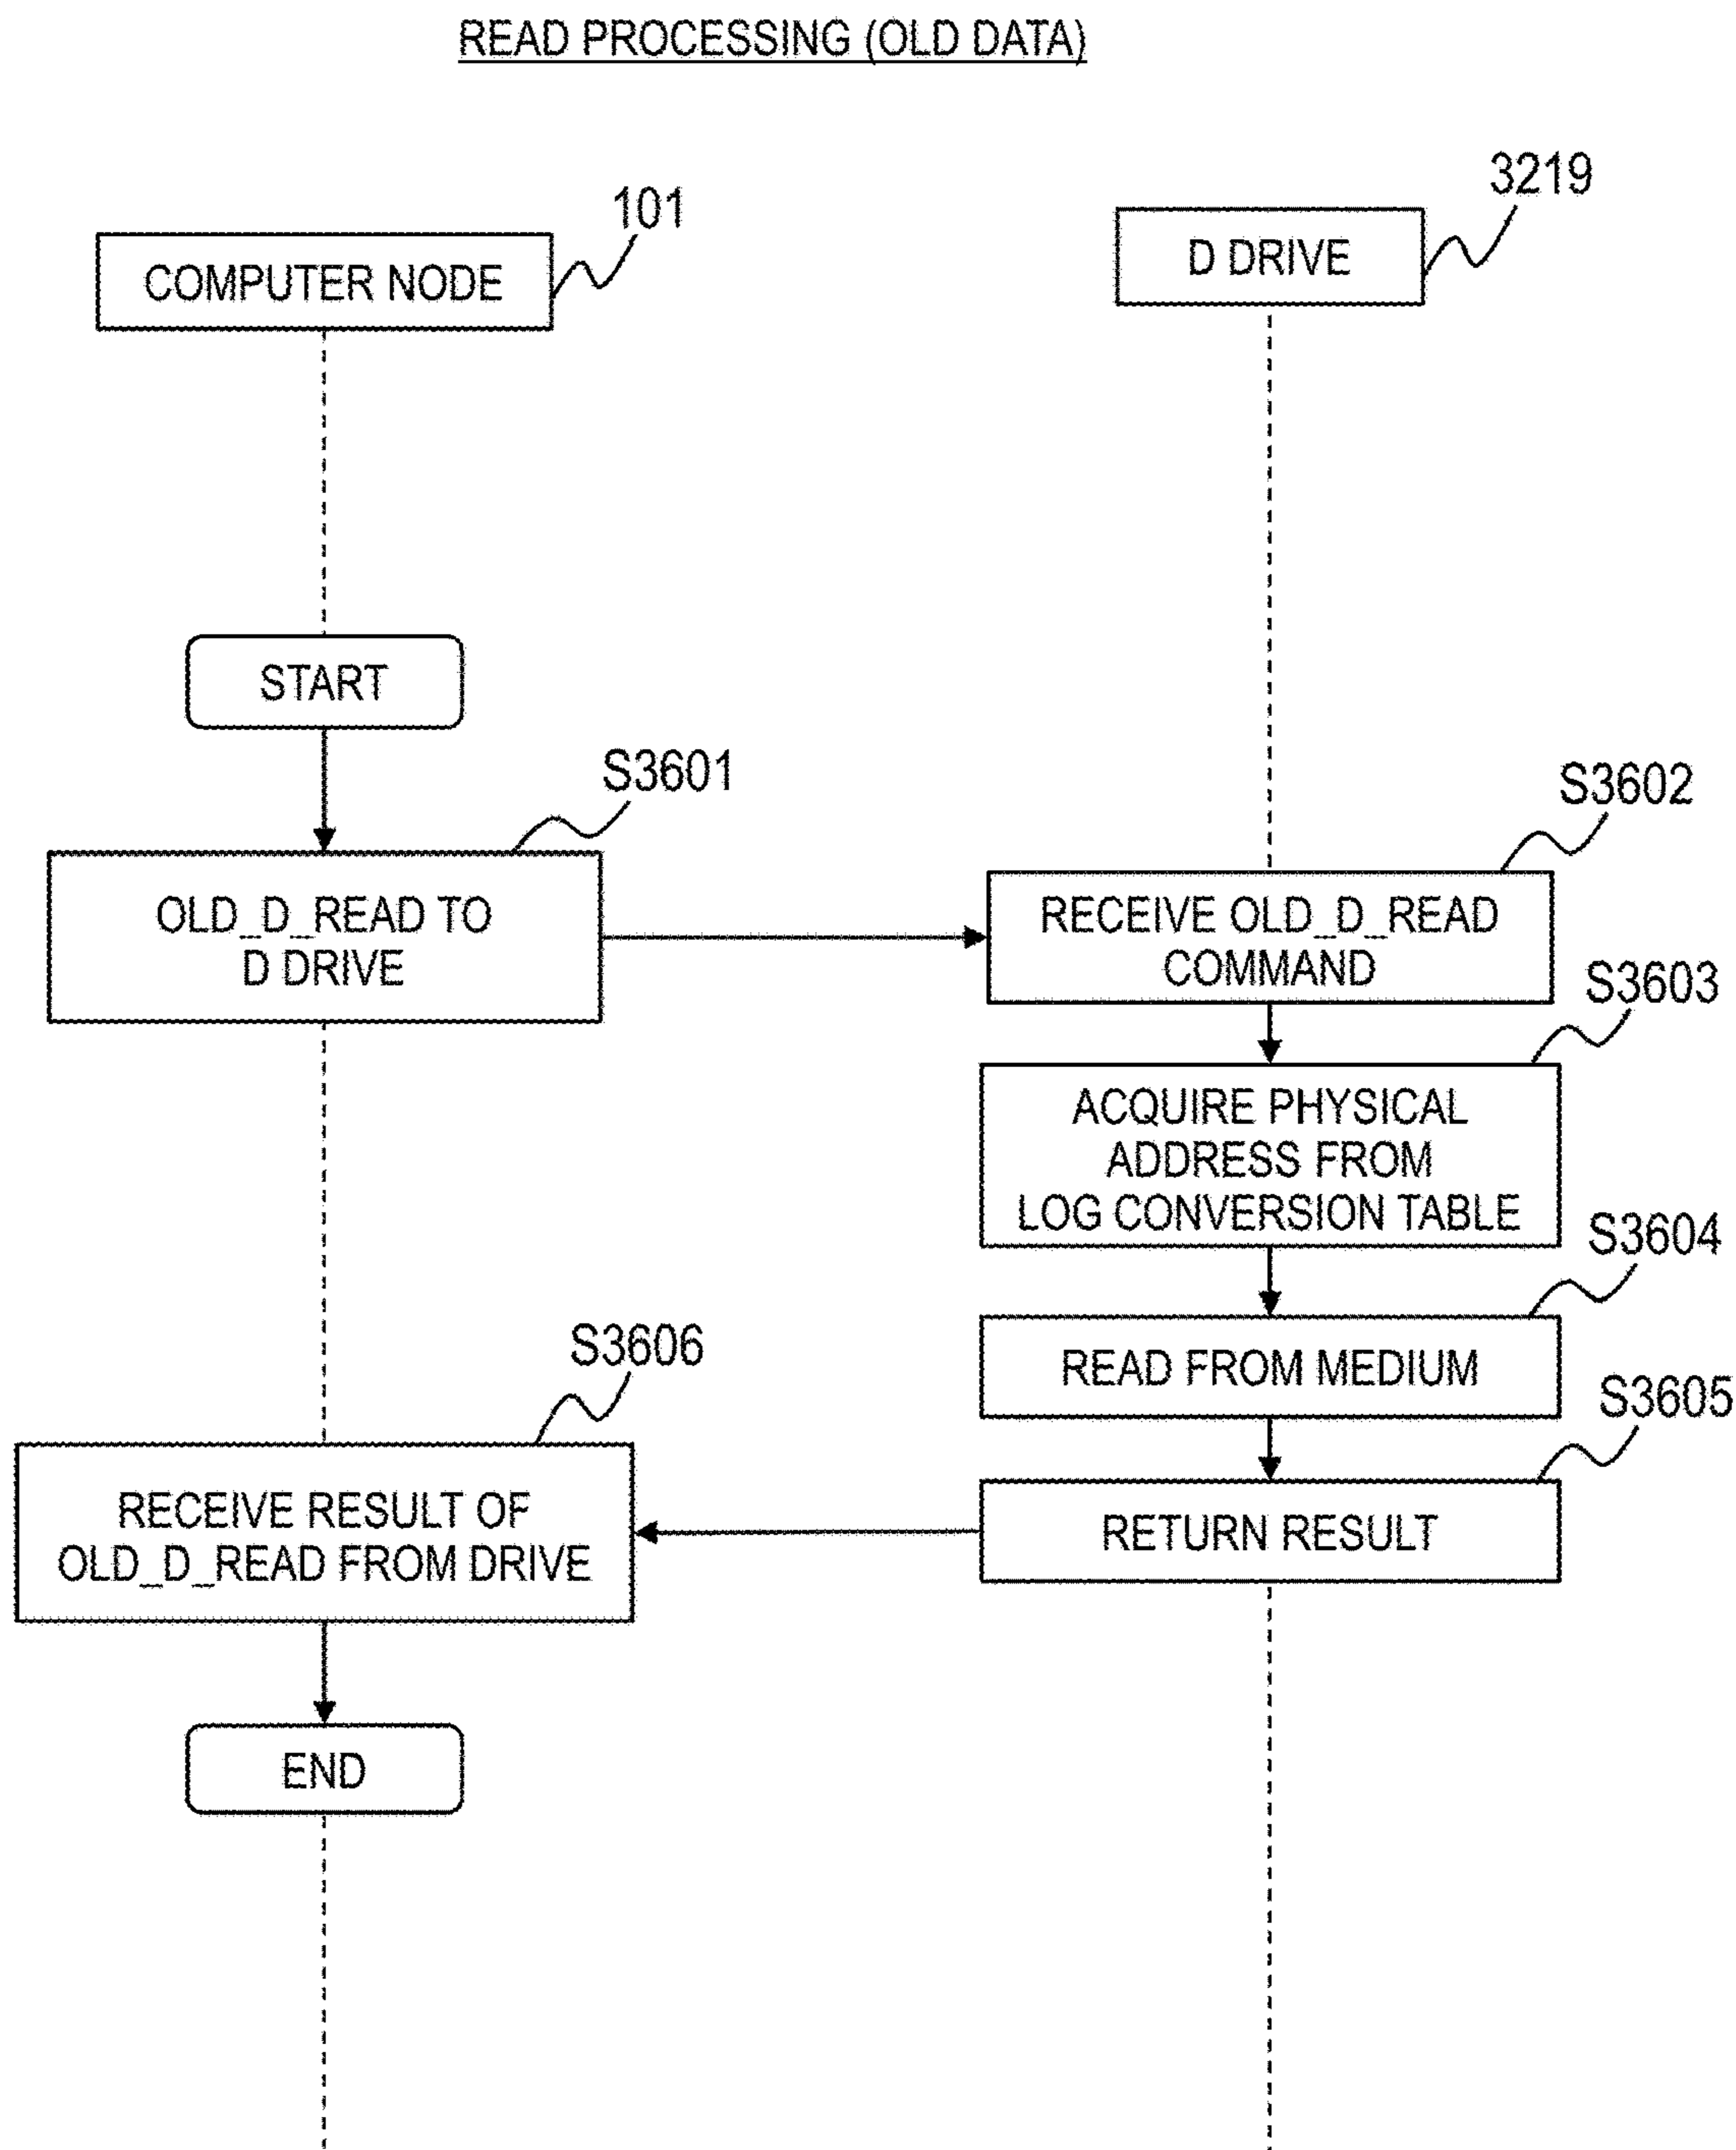 READ PROCESSING (OLD DATA)
101
COMPUTER NODE
3219
D DRIVE
START
S3601
OLD_D_READ TO
D DRIVE
S3602
RECEIVE OLD_D_READ
COMMAND
S3603
ACQUIRE PHYSICAL
ADDRESS FROM
LOG CONVERSION TABLE
S3604
READ FROM MEDIUM
S3605
RETURN RESULT
S3606
RECEIVE RESULT OF
OLD_D_READ FROM DRIVE
END